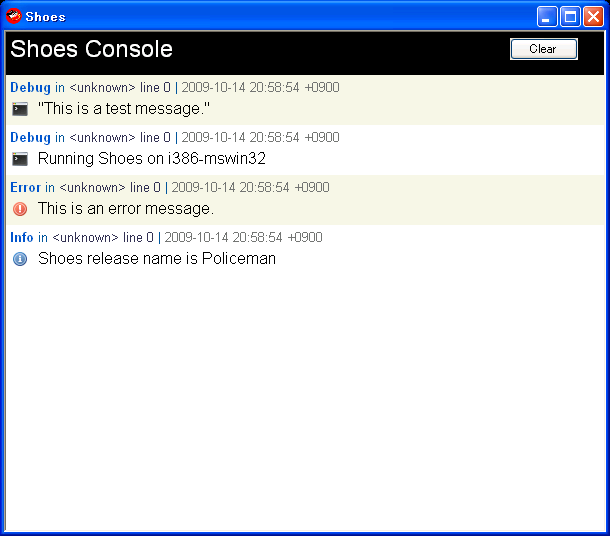 Shoes
Shoes Console
Clear
Debug in <unknown> line 0 | 2009-10-14 20:58:54 +0900
"This is a test message."
Debug in <unknown> line 0 | 2009-10-14 20:58:54 +0900
Running Shoes on i386-mswin32
Error in <unknown> line 0 | 2009-10-14 20:58:54 +0900
This is an error message.
Info in <unknown> line 0 | 2009-10-14 20:58:54 +0900
Shoes release name is Policeman